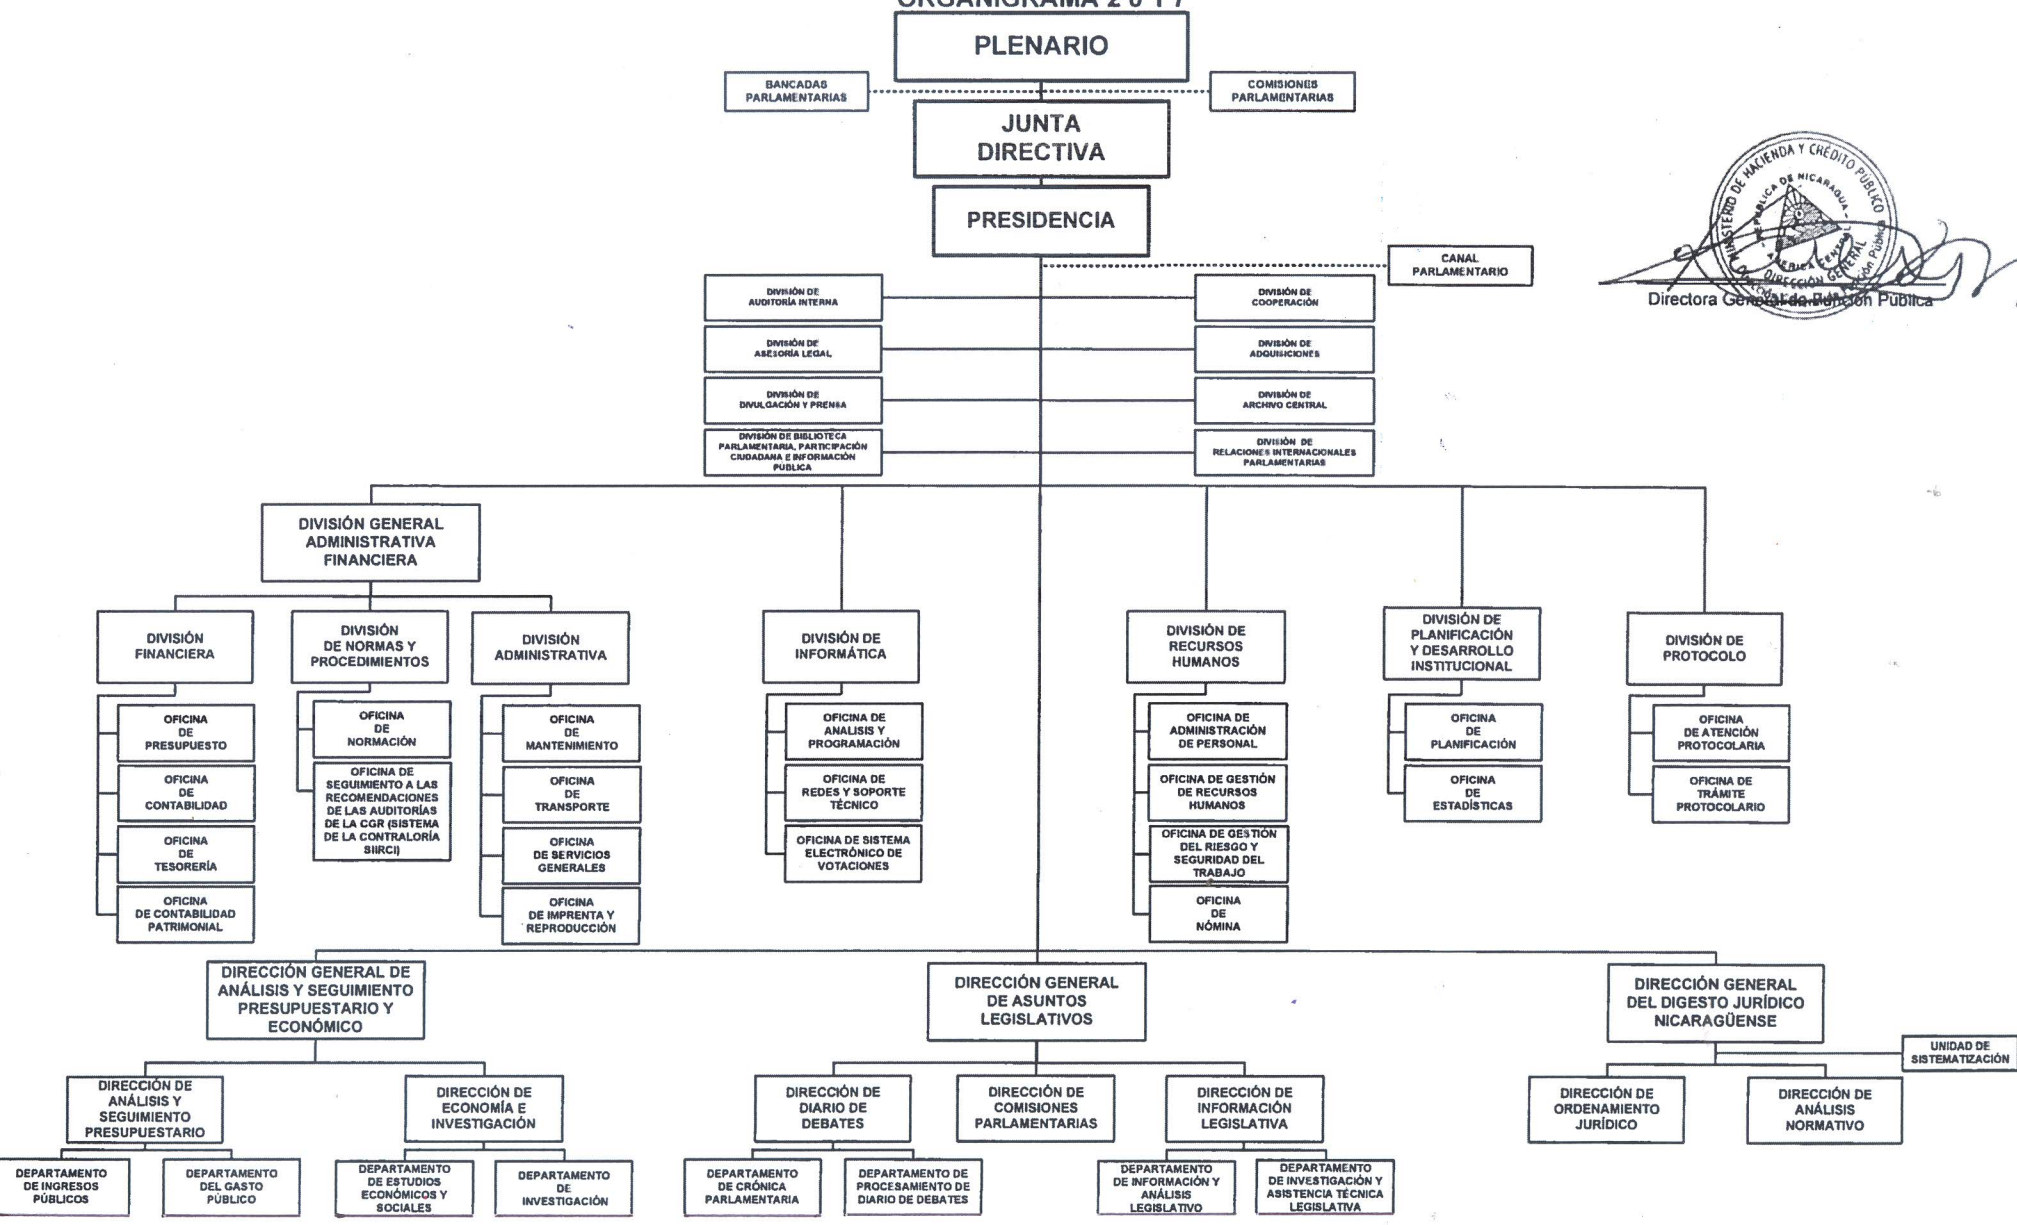 ORGANIGRAMA 2 0 1 7
PLENARIO
BANCADAS
PARLAMENTARIAS
COMISIONES
PARLAMENTARIAS
JUNTA
DIRECTIVA
PRESIDENCIA
CANAL
PARLAMENTARIO
MINISTERIO DE HACIENDA Y CRÉDITO PÚBLICO
REPÚBLICA DE NICARAGUA
AMÉRICA CENTRAL
DIRECCIÓN GENERAL
Directora General de Función Pública
DIVISIÓN DE
AUDITORÍA INTERNA
DIVISIÓN DE
COOPERACIÓN
DIVISIÓN DE
ASESORÍA LEGAL
DIVISIÓN DE
ADQUISICIONES
DIVISIÓN DE
DIVULGACIÓN Y PRENSA
DIVISIÓN DE
ARCHIVO CENTRAL
DIVISIÓN DE BIBLIOTECA
PARLAMENTARIA, PARTICIPACIÓN
CIUDADANA E INFORMACIÓN
PÚBLICA
DIVISIÓN DE
RELACIONES INTERNACIONALES
PARLAMENTARIAS
DIVISIÓN GENERAL
ADMINISTRATIVA
FINANCIERA
DIVISIÓN
FINANCIERA
DIVISIÓN
DE NORMAS Y
PROCEDIMIENTOS
DIVISIÓN
ADMINISTRATIVA
DIVISIÓN DE
INFORMÁTICA
DIVISIÓN DE
RECURSOS
HUMANOS
DIVISIÓN DE
PLANIFICACIÓN
Y DESARROLLO
INSTITUCIONAL
DIVISIÓN DE
PROTOCOLO
OFICINA
DE
PRESUPUESTO
OFICINA
DE
CONTABILIDAD
OFICINA
DE
TESORERÍA
OFICINA
DE CONTABILIDAD
PATRIMONIAL
OFICINA
DE
NORMACIÓN
OFICINA DE
SEGUIMIENTO A LAS
RECOMENDACIONES
DE LAS AUDITORÍAS
DE LA CGR (SISTEMA
DE LA CONTRALORÍA
SIIRCI)
OFICINA
DE
MANTENIMIENTO
OFICINA
DE
TRANSPORTE
OFICINA
DE SERVICIOS
GENERALES
OFICINA
DE IMPRENTA Y
REPRODUCCIÓN
OFICINA DE
ANALISIS Y
PROGRAMACIÓN
OFICINA DE
REDES Y SOPORTE
TÉCNICO
OFICINA DE SISTEMA
ELECTRÓNICO DE
VOTACIONES
OFICINA DE
ADMINISTRACIÓN
DE PERSONAL
OFICINA DE GESTIÓN
DE RECURSOS
HUMANOS
OFICINA DE GESTIÓN
DEL RIESGO Y
SEGURIDAD DEL
TRABAJO
OFICINA
DE
NÓMINA
OFICINA
DE
PLANIFICACIÓN
OFICINA
DE
ESTADÍSTICAS
OFICINA
DE ATENCIÓN
PROTOCOLARIA
OFICINA DE
TRÁMITE
PROTOCOLARIO
DIRECCIÓN GENERAL DE
ANÁLISIS Y SEGUIMIENTO
PRESUPUESTARIO Y
ECONÓMICO
DIRECCIÓN GENERAL
DE ASUNTOS
LEGISLATIVOS
DIRECCIÓN GENERAL
DEL DIGESTO JURÍDICO
NICARAGÜENSE
UNIDAD DE
SISTEMATIZACIÓN
DIRECCIÓN DE
ANÁLISIS Y
SEGUIMIENTO
PRESUPUESTARIO
DIRECCIÓN DE
ECONOMÍA E
INVESTIGACIÓN
DIRECCIÓN DE
DIARIO DE
DEBATES
DIRECCIÓN DE
COMISIONES
PARLAMENTARIAS
DIRECCIÓN DE
INFORMACIÓN
LEGISLATIVA
DIRECCIÓN DE
ORDENAMIENTO
JURÍDICO
DIRECCIÓN DE
ANÁLISIS
NORMATIVO
DEPARTAMENTO
DE INGRESOS
PÚBLICOS
DEPARTAMENTO
DEL GASTO
PÚBLICO
DEPARTAMENTO
DE ESTUDIOS
ECONÓMICOS Y
SOCIALES
DEPARTAMENTO
DE
INVESTIGACIÓN
DEPARTAMENTO
DE CRÓNICA
PARLAMENTARIA
DEPARTAMENTO DE
PROCESAMIENTO DE
DIARIO DE DEBATES
DEPARTAMENTO
DE INFORMACIÓN Y
ANÁLISIS
LEGISLATIVO
DEPARTAMENTO
DE INVESTIGACIÓN Y
ASISTENCIA TÉCNICA
LEGISLATIVA